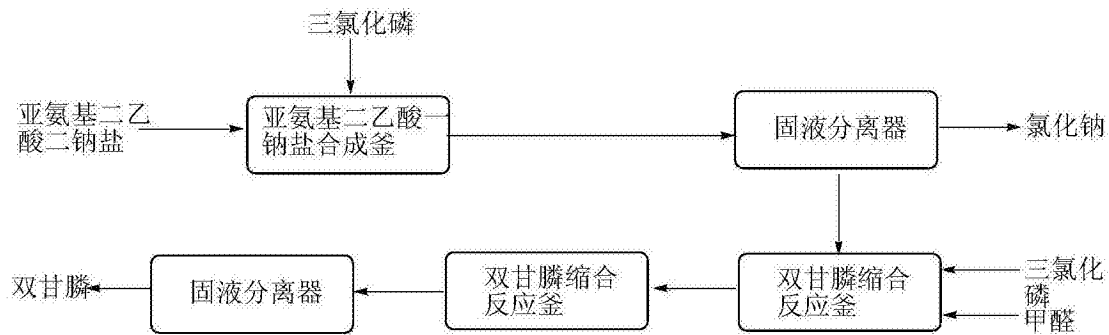 三氯化磷
亚氨基二乙
酸二钠盐
亚氨基二乙酸一
钠盐合成釜
固液分离器
氯化钠
双甘膦
固液分离器
双甘膦缩合
反应釜
双甘膦缩合
反应釜
三氯化
磷
甲醛